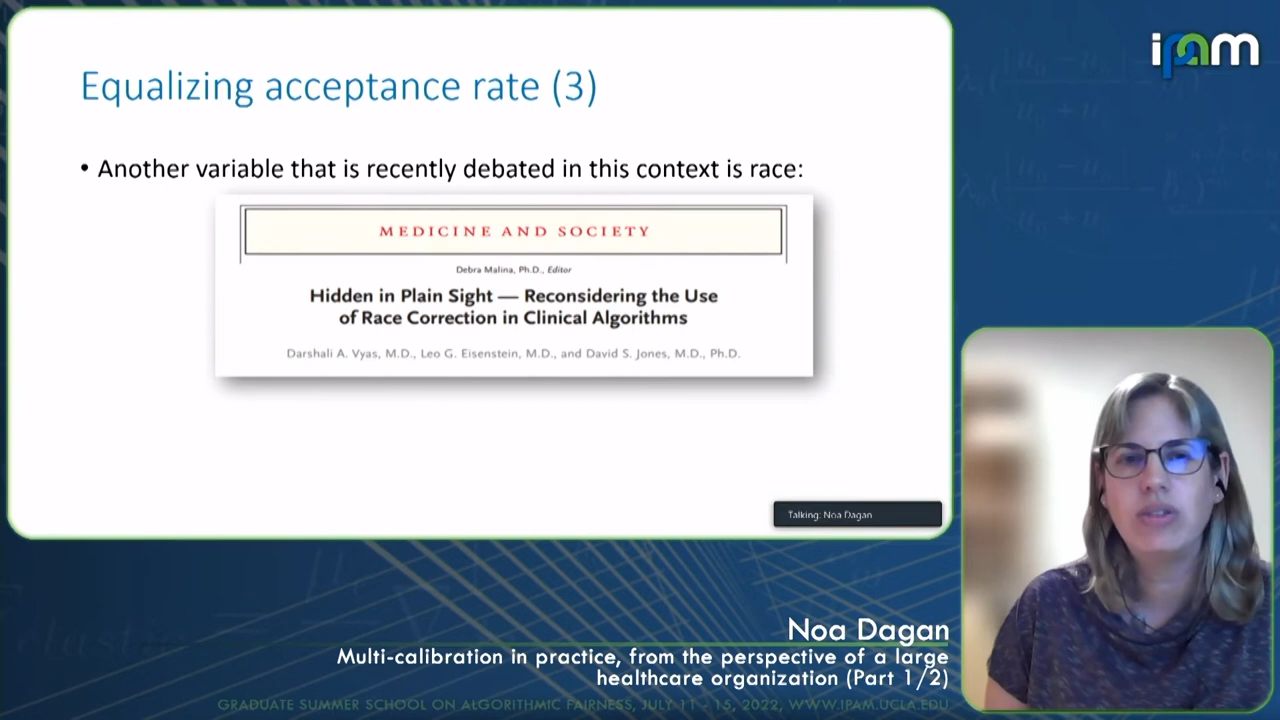 ipam
Equalizing acceptance rate (3)
• Another variable that is recently debated in this context is race:
MEDICINE AND SOCIETY
Debra Malina, Ph.D., Editor
Hidden in Plain Sight — Reconsidering the Use
of Race Correction in Clinical Algorithms
Darshali A. Vyas, M.D., Leo G. Eisenstein, M.D., and David S. Jones, M.D., Ph.D.
Talking: Noa Dagan
Noa Dagan
Multi-calibration in practice, from the perspective of a large
healthcare organization (Part 1/2)
GRADUATE SUMMER SCHOOL ON ALGORITHMIC FAIRNESS, JULY 11 - 15, 2022, WWW.IPAM.UCLA.EDU